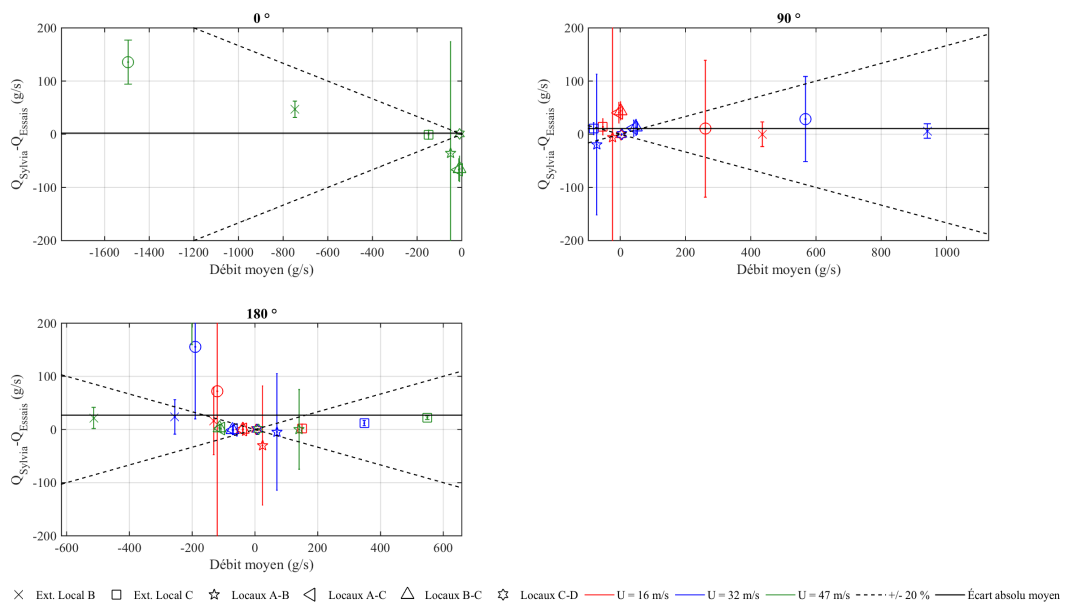 0 °
200
100
0
-100
-200
Q_Sylvia-Q_Essais (g/s)
-1600 -1400 -1200 -1000 -800 -600 -400 -200 0
Débit moyen (g/s)
90 °
200
100
0
-100
-200
Q_Sylvia-Q_Essais (g/s)
0 200 400 600 800 1000
Débit moyen (g/s)
180 °
200
100
0
-100
-200
Q_Sylvia-Q_Essais (g/s)
-600 -400 -200 0 200 400 600
Débit moyen (g/s)
Ext. Local B Ext. Local C Locaux A-B Locaux A-C Locaux B-C Locaux C-D U = 16 m/s U = 32 m/s U = 47 m/s +/- 20 % Écart absolu moyen